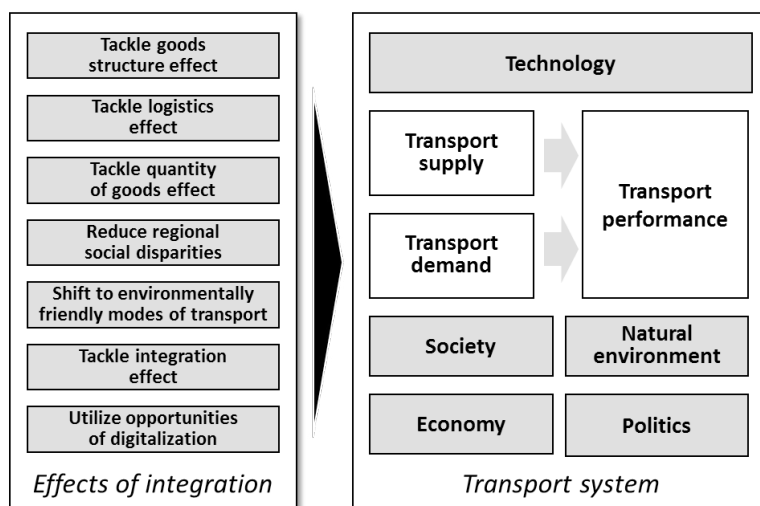 Tackle goods
structure effect
Tackle logistics
effect
Tackle quantity
of goods effect
Reduce regional
social disparities
Shift to environmentally
friendly modes of transport
Tackle integration
effect
Utilize opportunities
of digitalization
Effects of integration
Technology
Transport
supply
Transport
demand
Transport
performance
Society
Natural
environment
Economy
Politics
Transport system